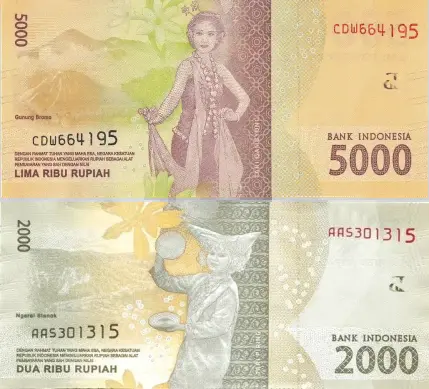 5000
CDW664195
Gunung Bromo
CDW664195
DENGAN RAHMAT TUHAN YANG MAHA ESA, NEGARA KESATUAN
REPUBLIK INDONESIA MENGELUARKAN RUPIAH SEBAGAI ALAT
PEMBAYARAN YANG SAH DENGAN NILAI
LIMA RIBU RUPIAH
TARI GAMBYONG
BANK INDONESIA
5000
2000
AAS301315
Ngarai Sianok
AAS301315
DENGAN RAHMAT TUHAN YANG MAHA ESA, NEGARA KESATUAN
REPUBLIK INDONESIA MENGELUARKAN RUPIAH SEBAGAI ALAT
PEMBAYARAN YANG SAH DENGAN NILAI
DUA RIBU RUPIAH
BANK INDONESIA
2000